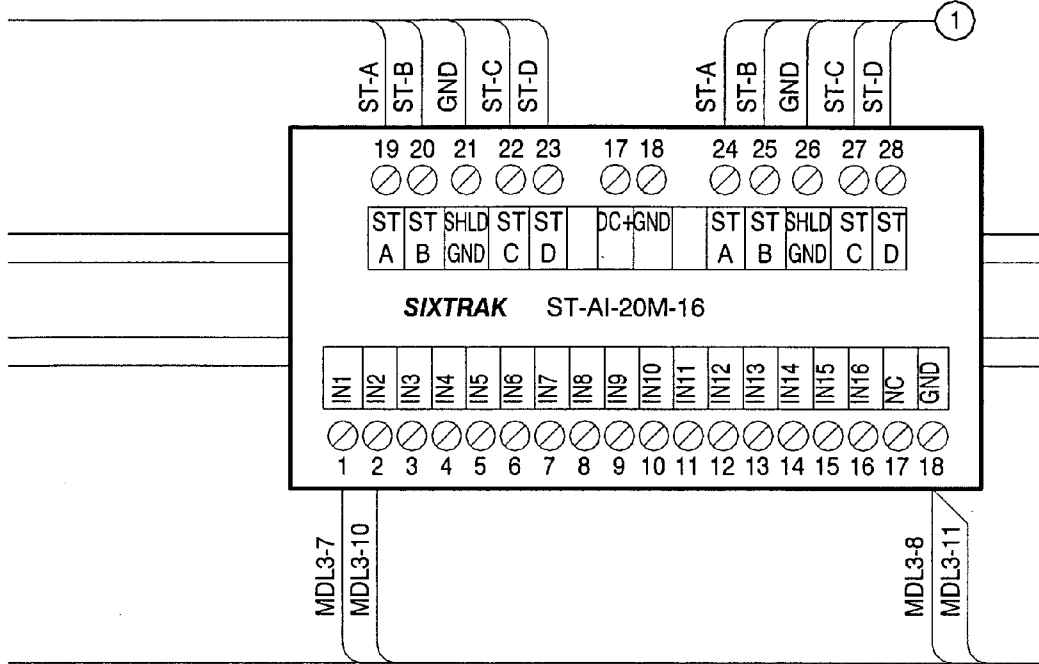 1
ST-A ST-B GND ST-C ST-D ST-A ST-B GND ST-C ST-D
19 20 21 22 23 17 18 24 25 26 27 28
ST ST SHLD ST ST DC+ GND ST ST SHLD ST ST
A B GND C D A B GND C D
SIXTRAK ST-AI-20M-16
IN1 IN2 IN3 IN4 IN5 IN6 IN7 IN8 IN9 IN10 IN11 IN12 IN13 IN14 IN15 IN16 NC GND
1 2 3 4 5 6 7 8 9 10 11 12 13 14 15 16 17 18
MDL3-7 MDL3-10 MDL3-8 MDL3-11